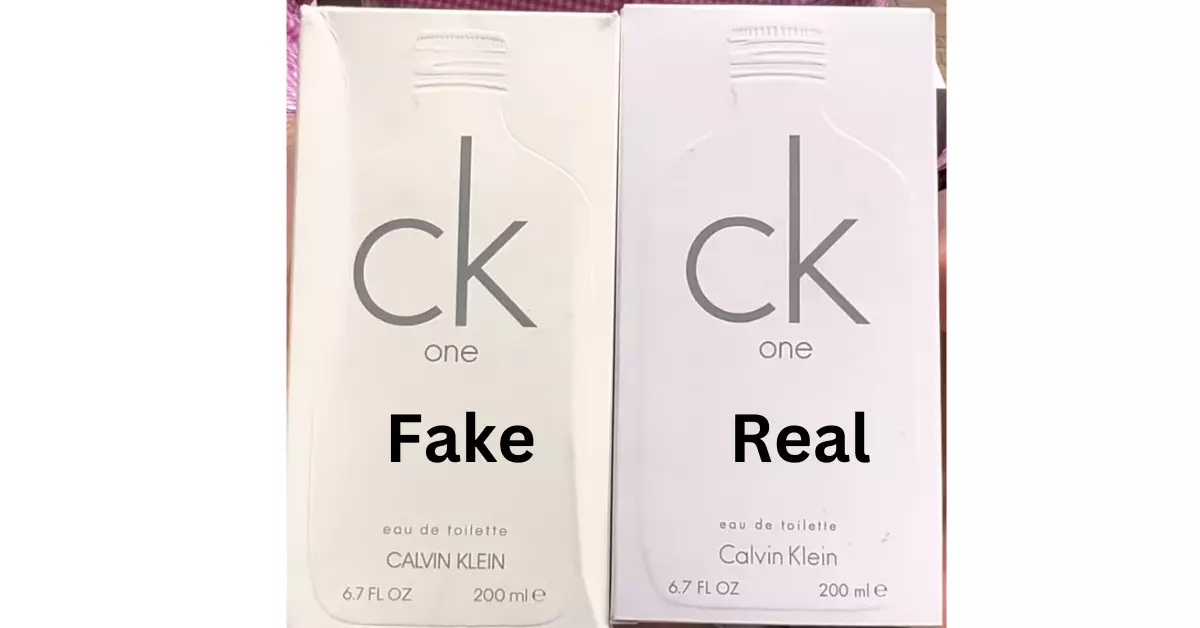 ck
one
Fake
eau de toilette
CALVIN KLEIN
6.7 FL OZ 200 ml ℮
ck
one
Real
eau de toilette
Calvin Klein
6.7 FL OZ 200 ml ℮